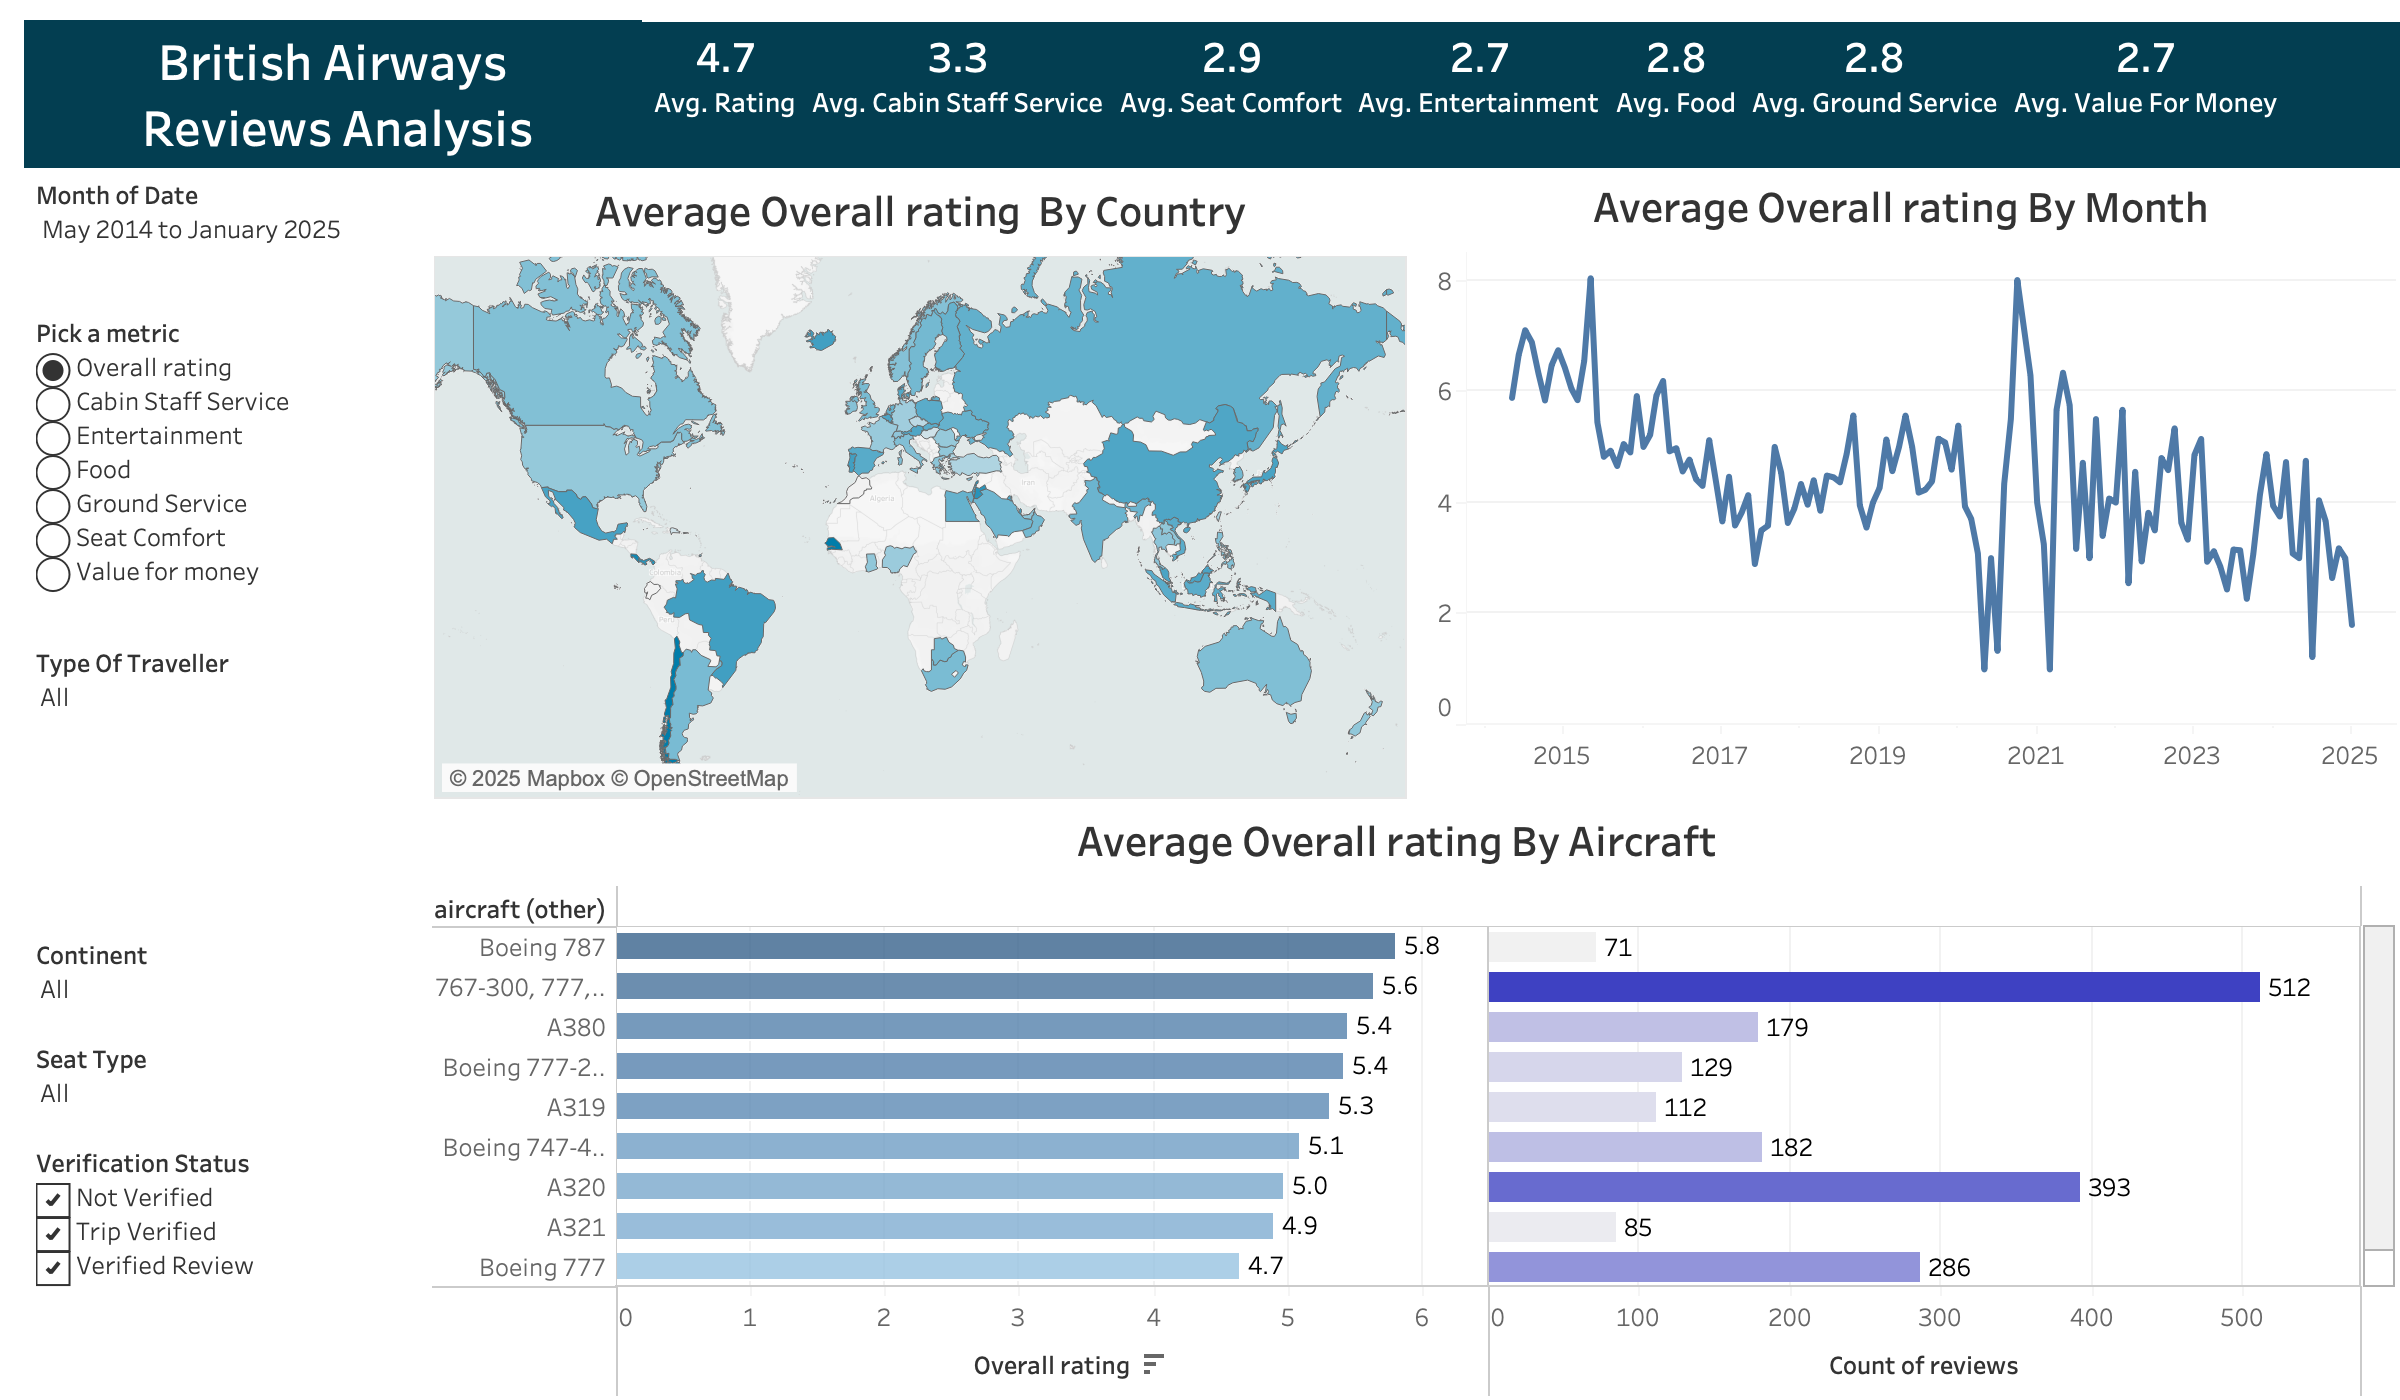 British Airways
Reviews Analysis
4.7
Avg. Rating
3.3
Avg. Cabin Staff Service
2.9
Avg. Seat Comfort
2.7
Avg. Entertainment
2.8
Avg. Food
2.8
Avg. Ground Service
2.7
Avg. Value For Money
Month of Date
May 2014 to January 2025
Pick a metric
Overall rating
Cabin Staff Service
Entertainment
Food
Ground Service
Seat Comfort
Value for money
Type Of Traveller
All
Average Overall rating By Country
Algeria
Iran
Colombia
Peru
© 2025 Mapbox © OpenStreetMap
Average Overall rating By Month
8
6
4
2
0
2015
2017
2019
2021
2023
2025
Continent
All
Seat Type
All
Verification Status
Not Verified
Trip Verified
Verified Review
Average Overall rating By Aircraft
aircraft (other)
Boeing 787 5.8 71
767-300, 777,.. 5.6 512
A380 5.4 179
Boeing 777-2.. 5.4 129
A319 5.3 112
Boeing 747-4.. 5.1 182
A320 5.0 393
A321 4.9 85
Boeing 777 4.7 286
0 1 2 3 4 5 6
0 100 200 300 400 500
Overall rating
Count of reviews